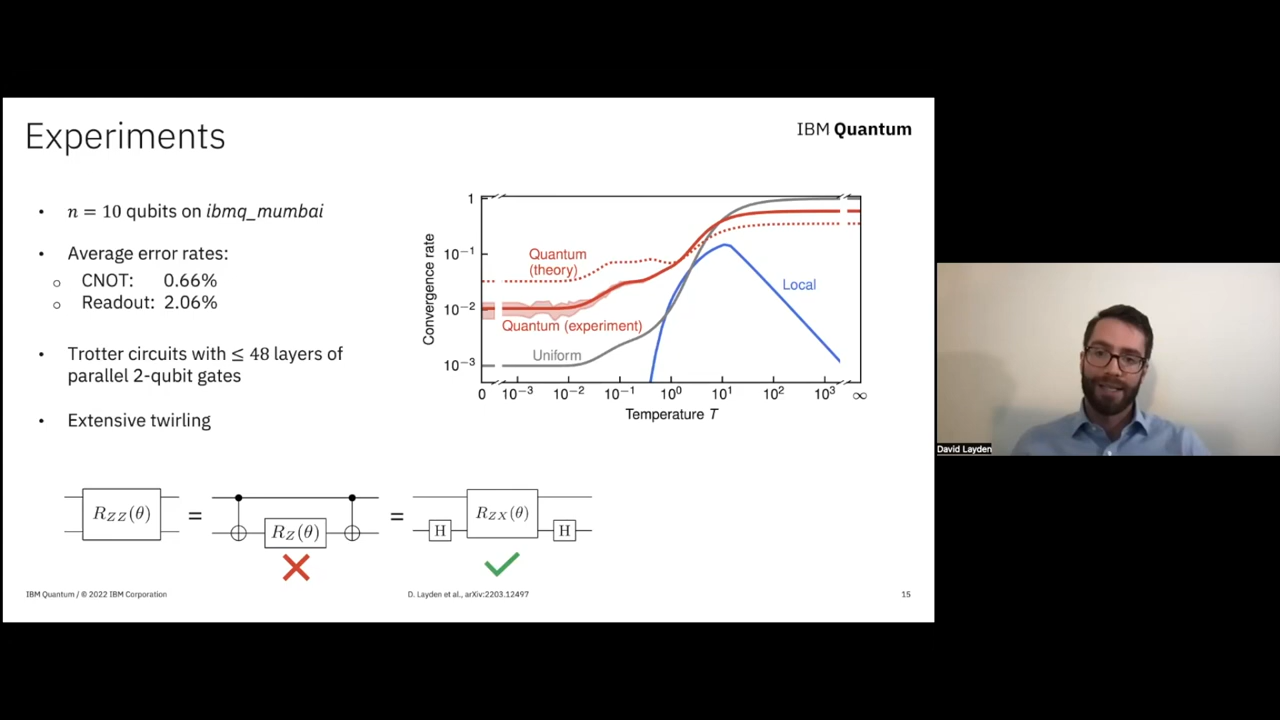 Experiments
IBM Quantum
• n = 10 qubits on ibmq_mumbai
• Average error rates:
o CNOT: 0.66%
o Readout: 2.06%
• Trotter circuits with ≤ 48 layers of
parallel 2-qubit gates
• Extensive twirling
Convergence rate
1
10⁻¹
10⁻²
10⁻³
Quantum
(theory)
Quantum (experiment)
Uniform
Local
0 10⁻³ 10⁻² 10⁻¹ 10⁰ 10¹ 10² 10³ ∞
Temperature T
R_ZZ(θ) = R_Z(θ) = H R_ZX(θ) H
IBM Quantum / © 2022 IBM Corporation
D. Layden et al., arXiv:2203.12497
15
David Layden